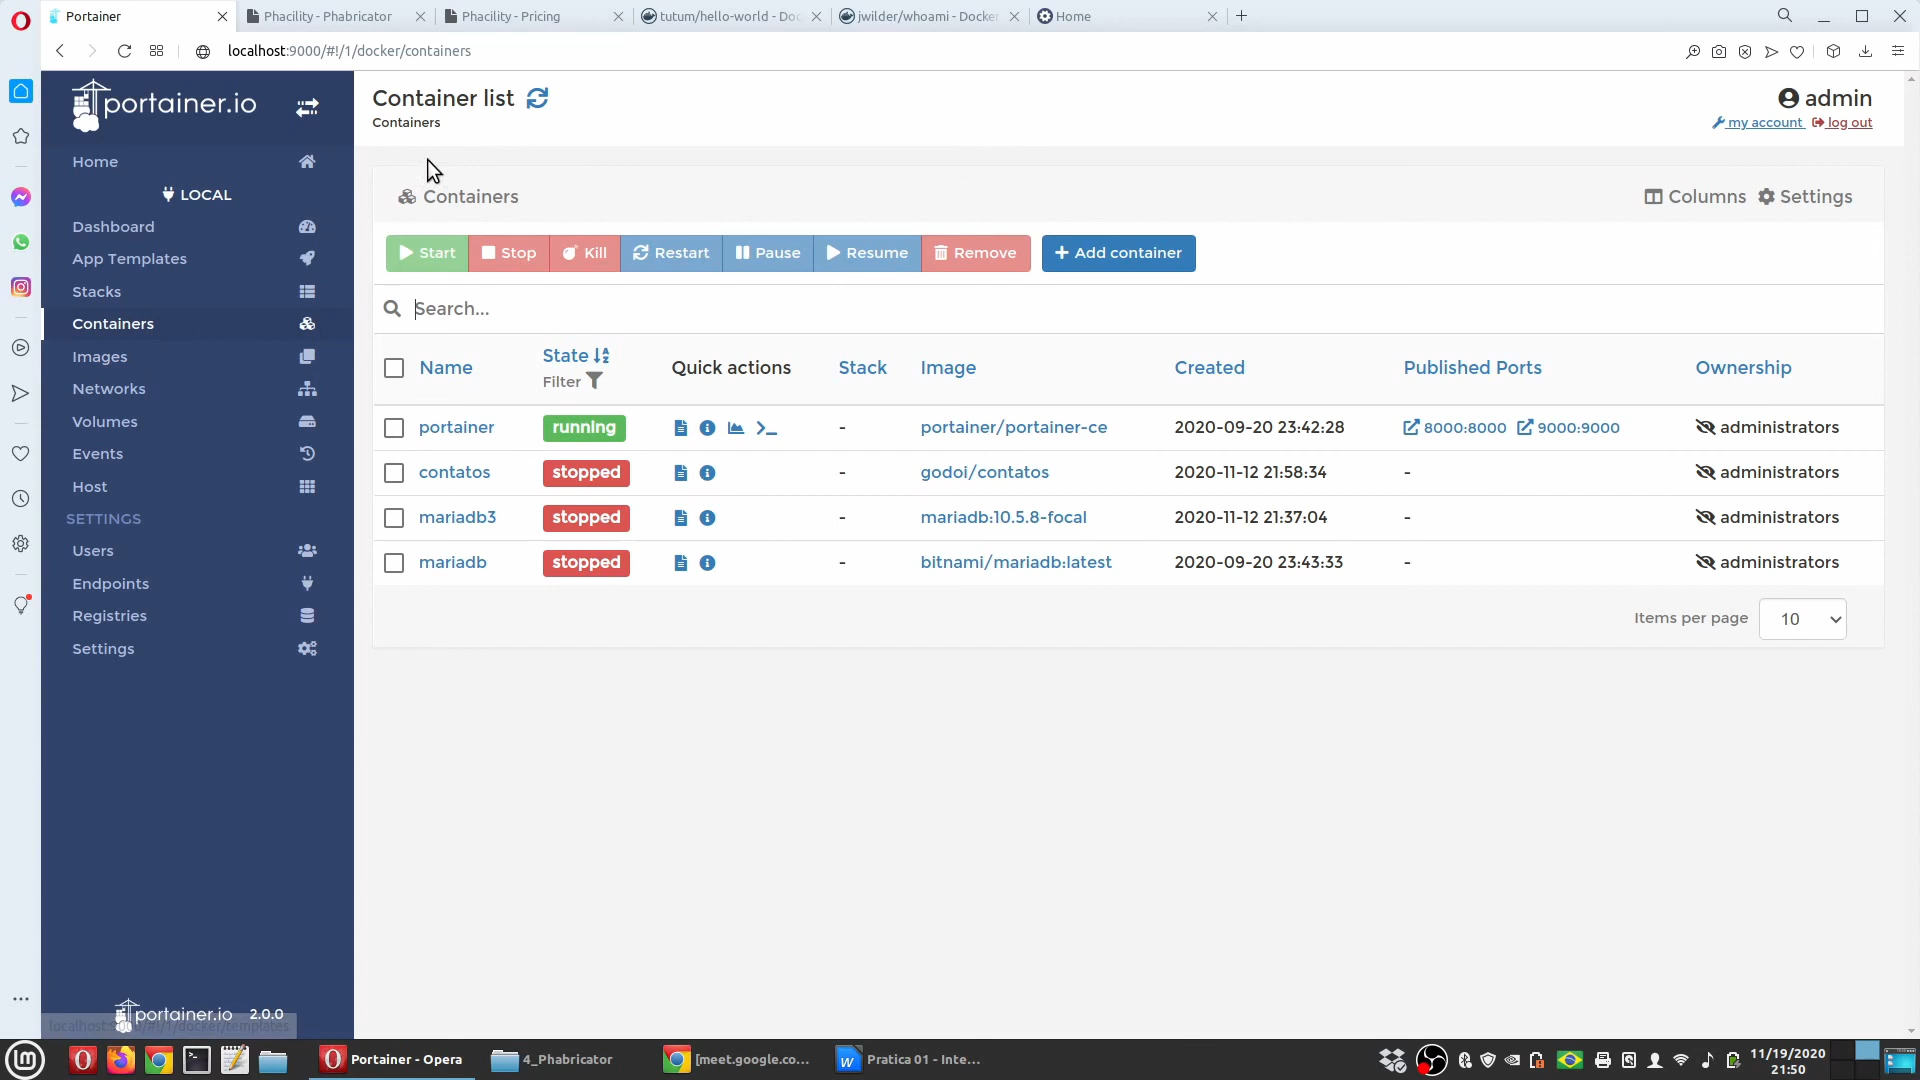 Portainer
Phacility - Phabricator
Phacility - Pricing
tutum/hello-world - Doc
jwilder/whoami - Docker
Home
localhost:9000/#!/1/docker/containers
portainer.io
Container list
Containers
admin
my account log out
Home
LOCAL
Dashboard
App Templates
Stacks
Containers
Images
Networks
Volumes
Events
Host
SETTINGS
Users
Endpoints
Registries
Settings
Containers
Columns Settings
Start Stop Kill Restart Pause Resume Remove Add container
Search...
Name State Filter Quick actions Stack Image Created Published Ports Ownership
portainer running - portainer/portainer-ce 2020-09-20 23:42:28 8000:8000 9000:9000 administrators
contatos stopped - godoi/contatos 2020-11-12 21:58:34 - administrators
mariadb3 stopped - mariadb:10.5.8-focal 2020-11-12 21:37:04 - administrators
mariadb stopped - bitnami/mariadb:latest 2020-09-20 23:43:33 - administrators
Items per page 10
portainer.io 2.0.0
localhost:9000/#!/1/docker/templates
Portainer - Opera
4_Phabricator
[meet.google.co...
Pratica 01 - Inte...
11/19/2020
21:50